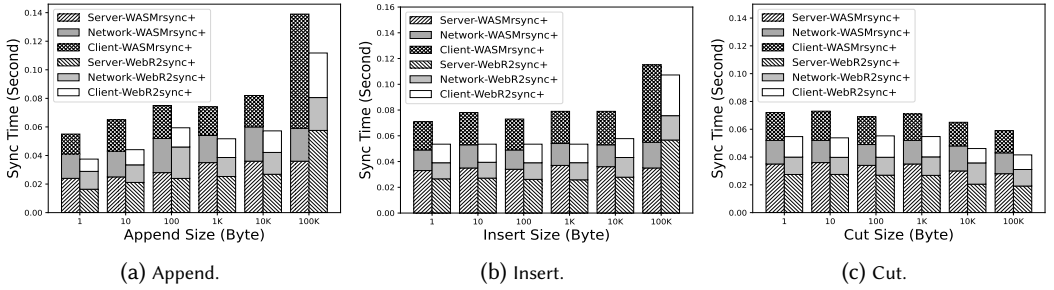 0.14
0.12
0.10
0.08
0.06
0.04
0.02
0.00
Sync Time (Second)
Server-WASMrsync+
Network-WASMrsync+
Client-WASMrsync+
Server-WebR2sync+
Network-WebR2sync+
Client-WebR2sync+
1 10 100 1K 10K 100K
Append Size (Byte)
(a) Append.
0.16
0.14
0.12
0.10
0.08
0.06
0.04
0.02
0.00
Sync Time (Second)
Server-WASMrsync+
Network-WASMrsync+
Client-WASMrsync+
Server-WebR2sync+
Network-WebR2sync+
Client-WebR2sync+
1 10 100 1K 10K 100K
Insert Size (Byte)
(b) Insert.
0.14
0.12
0.10
0.08
0.06
0.04
0.02
0.00
Sync Time (Second)
Server-WASMrsync+
Network-WASMrsync+
Client-WASMrsync+
Server-WebR2sync+
Network-WebR2sync+
Client-WebR2sync+
1 10 100 1K 10K 100K
Cut Size (Byte)
(c) Cut.